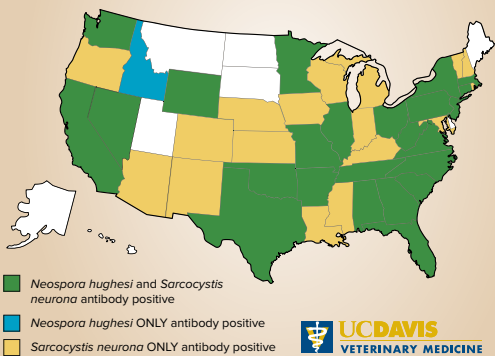 Neospora hughesi and Sarcocystis
neurona antibody positive
Neospora hughesi ONLY antibody positive
Sarcocystis neurona ONLY antibody positive
UCDAVIS
VETERINARY MEDICINE